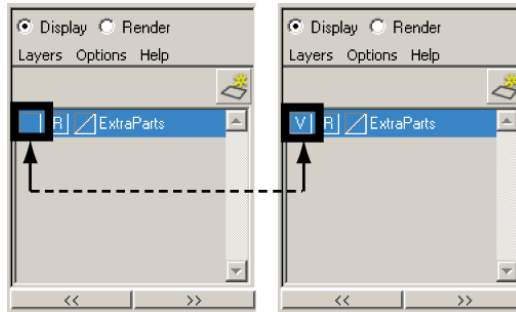 Display Render
Layers Options Help
R ExtraParts
<< >>
Display Render
Layers Options Help
V R ExtraParts
<< >>